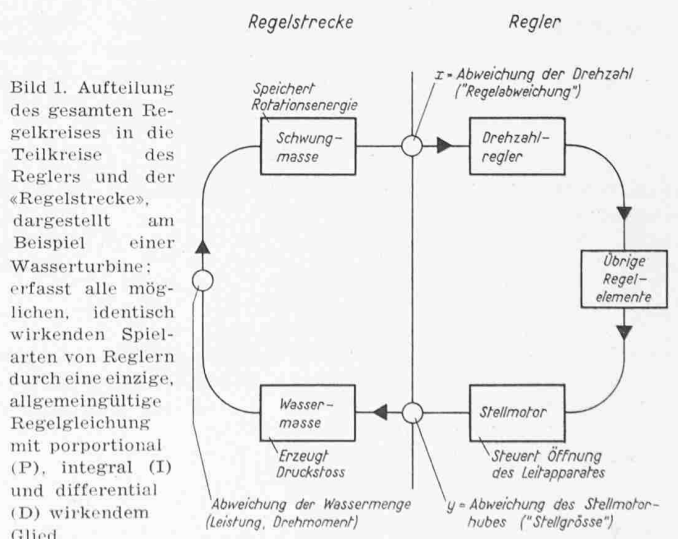 Bild 1. Aufteilung
des gesamten Re-
gelkreises in die
Teilkreise des
Reglers und der
«Regelstrecke»,
dargestellt am
Beispiel einer
Wasserturbine;
erfasst alle mög-
lichen, identisch
wirkenden Spiel-
arten von Reglern
durch eine einzige,
allgemeingültige
Regelgleichung
mit porportional
(P), integral (I)
und differential
(D) wirkendem
Glied
Regelstrecke
Regler
Speichert
Rotationsenergie
x = Abweichung der Drehzahl
("Regelabweichung")
Schwung-
masse
Drehzahl-
regler
Übrige
Regel-
elemente
Wasser-
masse
Stellmotor
Erzeugt
Druckstoss
Steuert Öffnung
des Leitapparates
Abweichung der Wassermenge
(Leistung, Drehmoment)
y = Abweichung des Stellmotor-
hubes ("Stellgrösse")